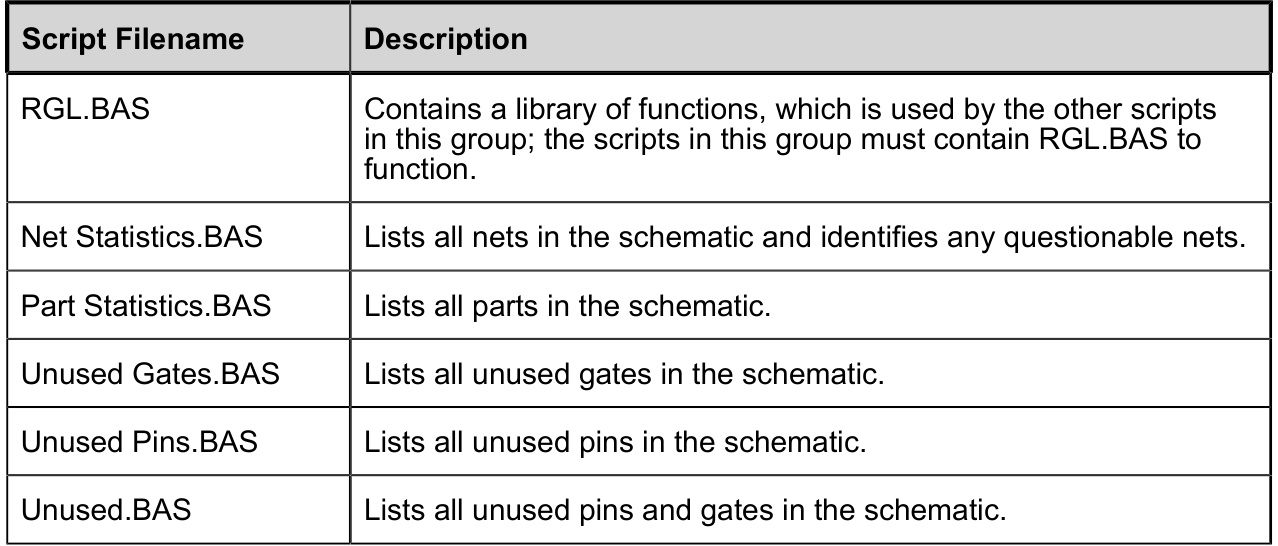 Script Filename
Description
RGL.BAS
Contains a library of functions, which is used by the other scripts
in this group; the scripts in this group must contain RGL.BAS to
function.
Net Statistics.BAS
Lists all nets in the schematic and identifies any questionable nets.
Part Statistics.BAS
Lists all parts in the schematic.
Unused Gates.BAS
Lists all unused gates in the schematic.
Unused Pins.BAS
Lists all unused pins in the schematic.
Unused.BAS
Lists all unused pins and gates in the schematic.